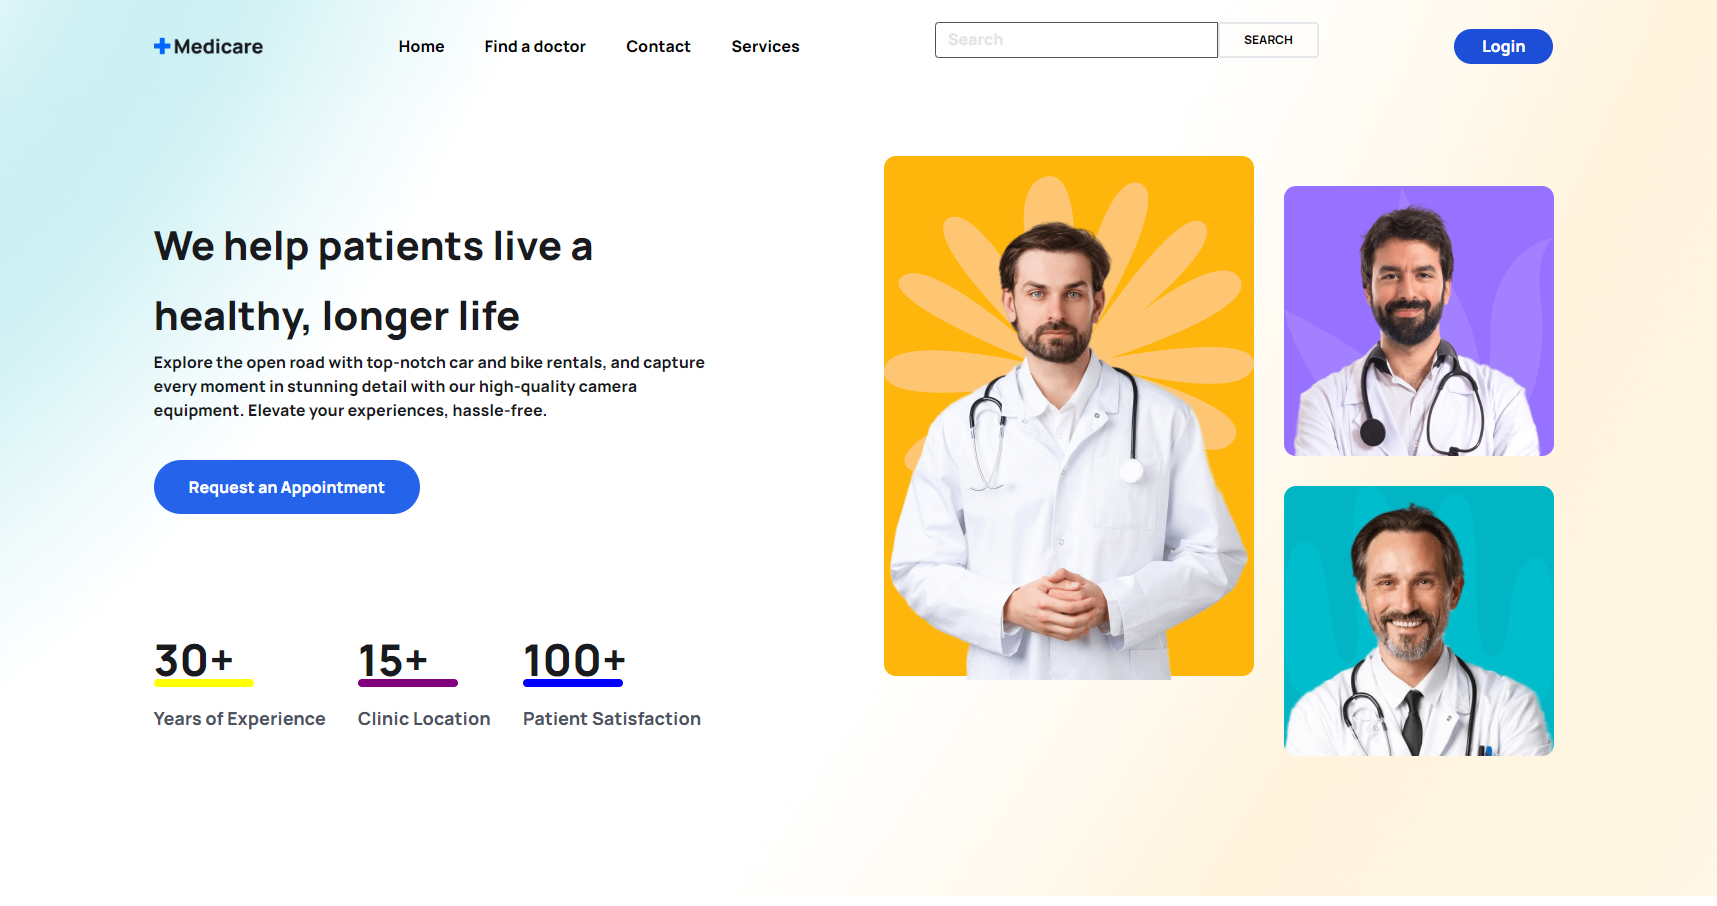 Medicare
Home
Find a doctor
Contact
Services
Search
SEARCH
Login
We help patients live a
healthy, longer life
Explore the open road with top-notch car and bike rentals, and capture
every moment in stunning detail with our high-quality camera
equipment. Elevate your experiences, hassle-free.
Request an Appointment
30+
15+
100+
Years of Experience
Clinic Location
Patient Satisfaction